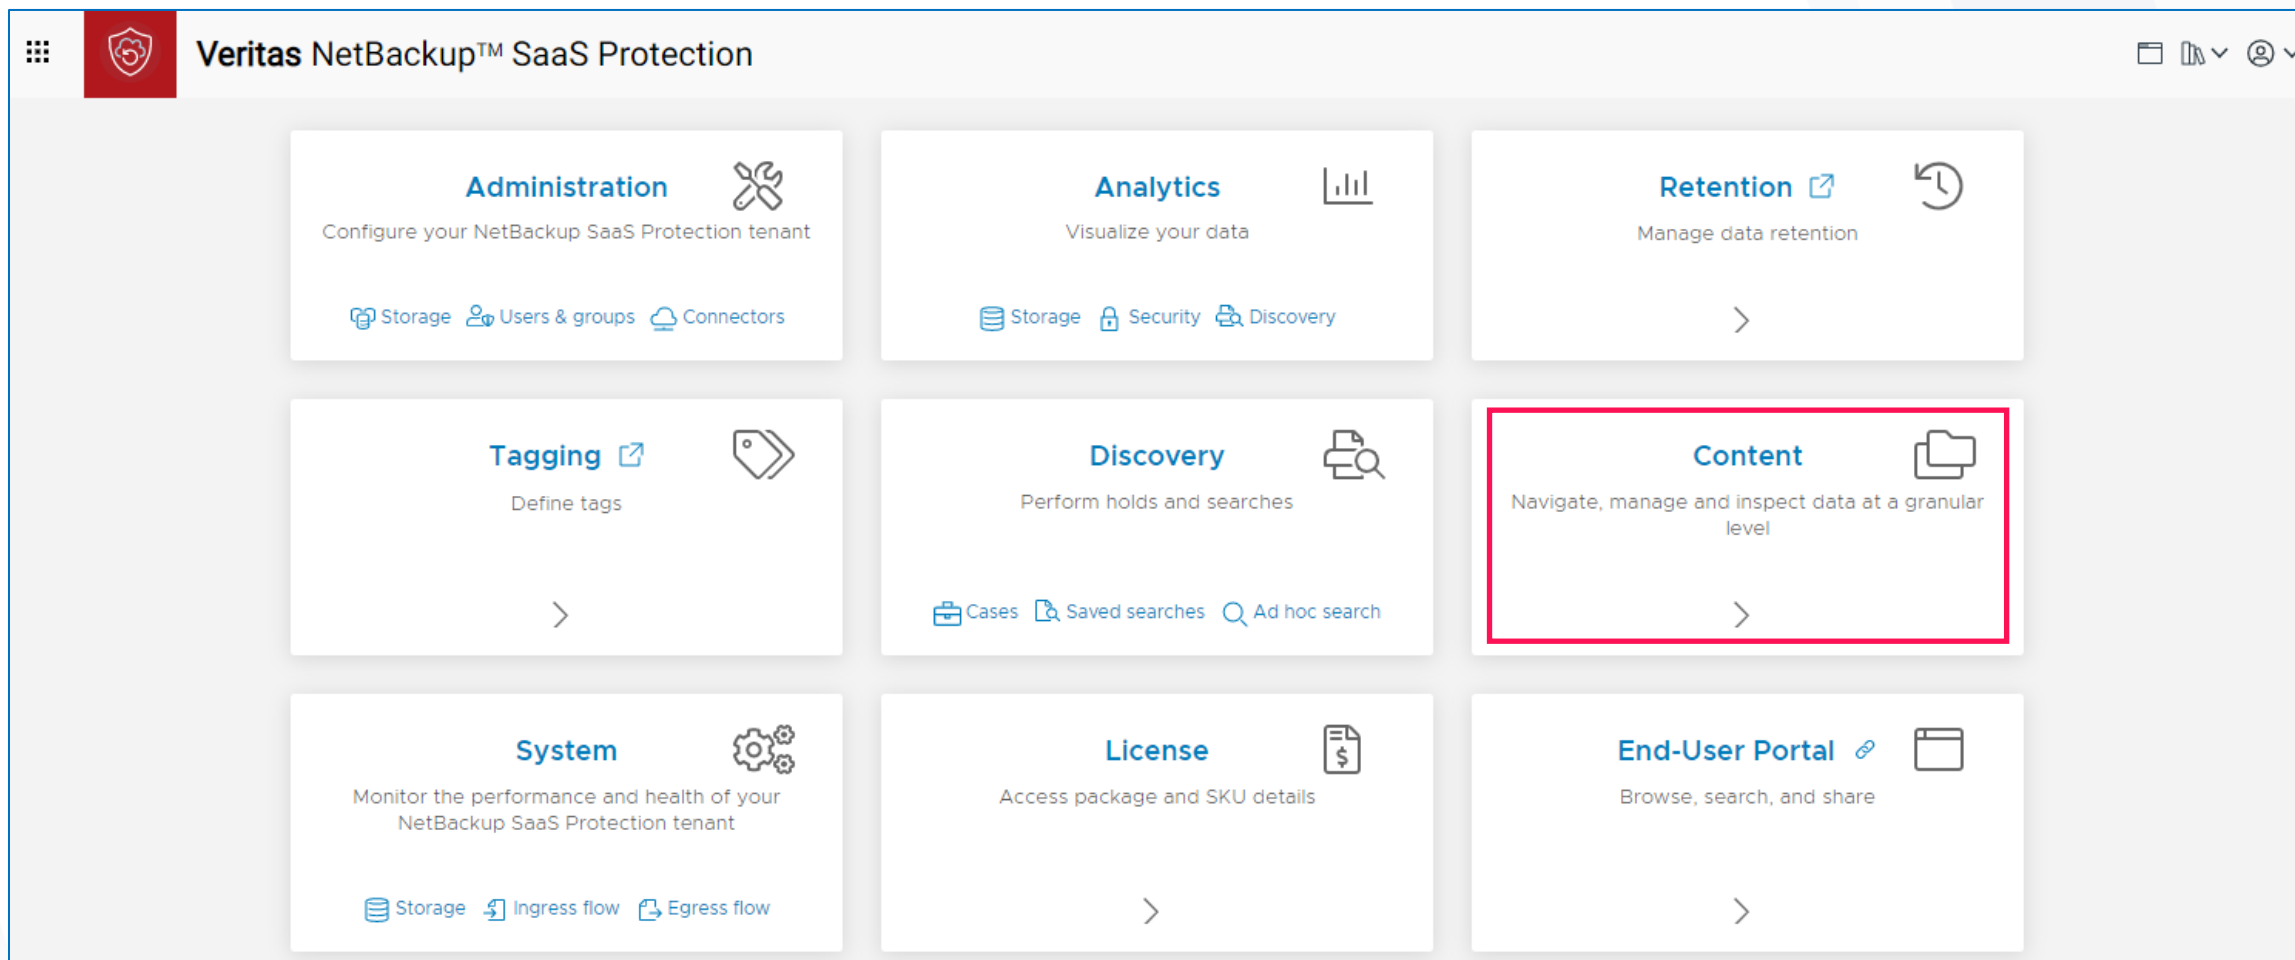 Veritas NetBackup™ SaaS Protection
Administration
Configure your NetBackup SaaS Protection tenant
Storage Users & groups Connectors
Analytics
Visualize your data
Storage Security Discovery
Retention
Manage data retention
Tagging
Define tags
Discovery
Perform holds and searches
Cases Saved searches Ad hoc search
Content
Navigate, manage and inspect data at a granular
level
System
Monitor the performance and health of your
NetBackup SaaS Protection tenant
Storage Ingress flow Egress flow
License
Access package and SKU details
End-User Portal
Browse, search, and share